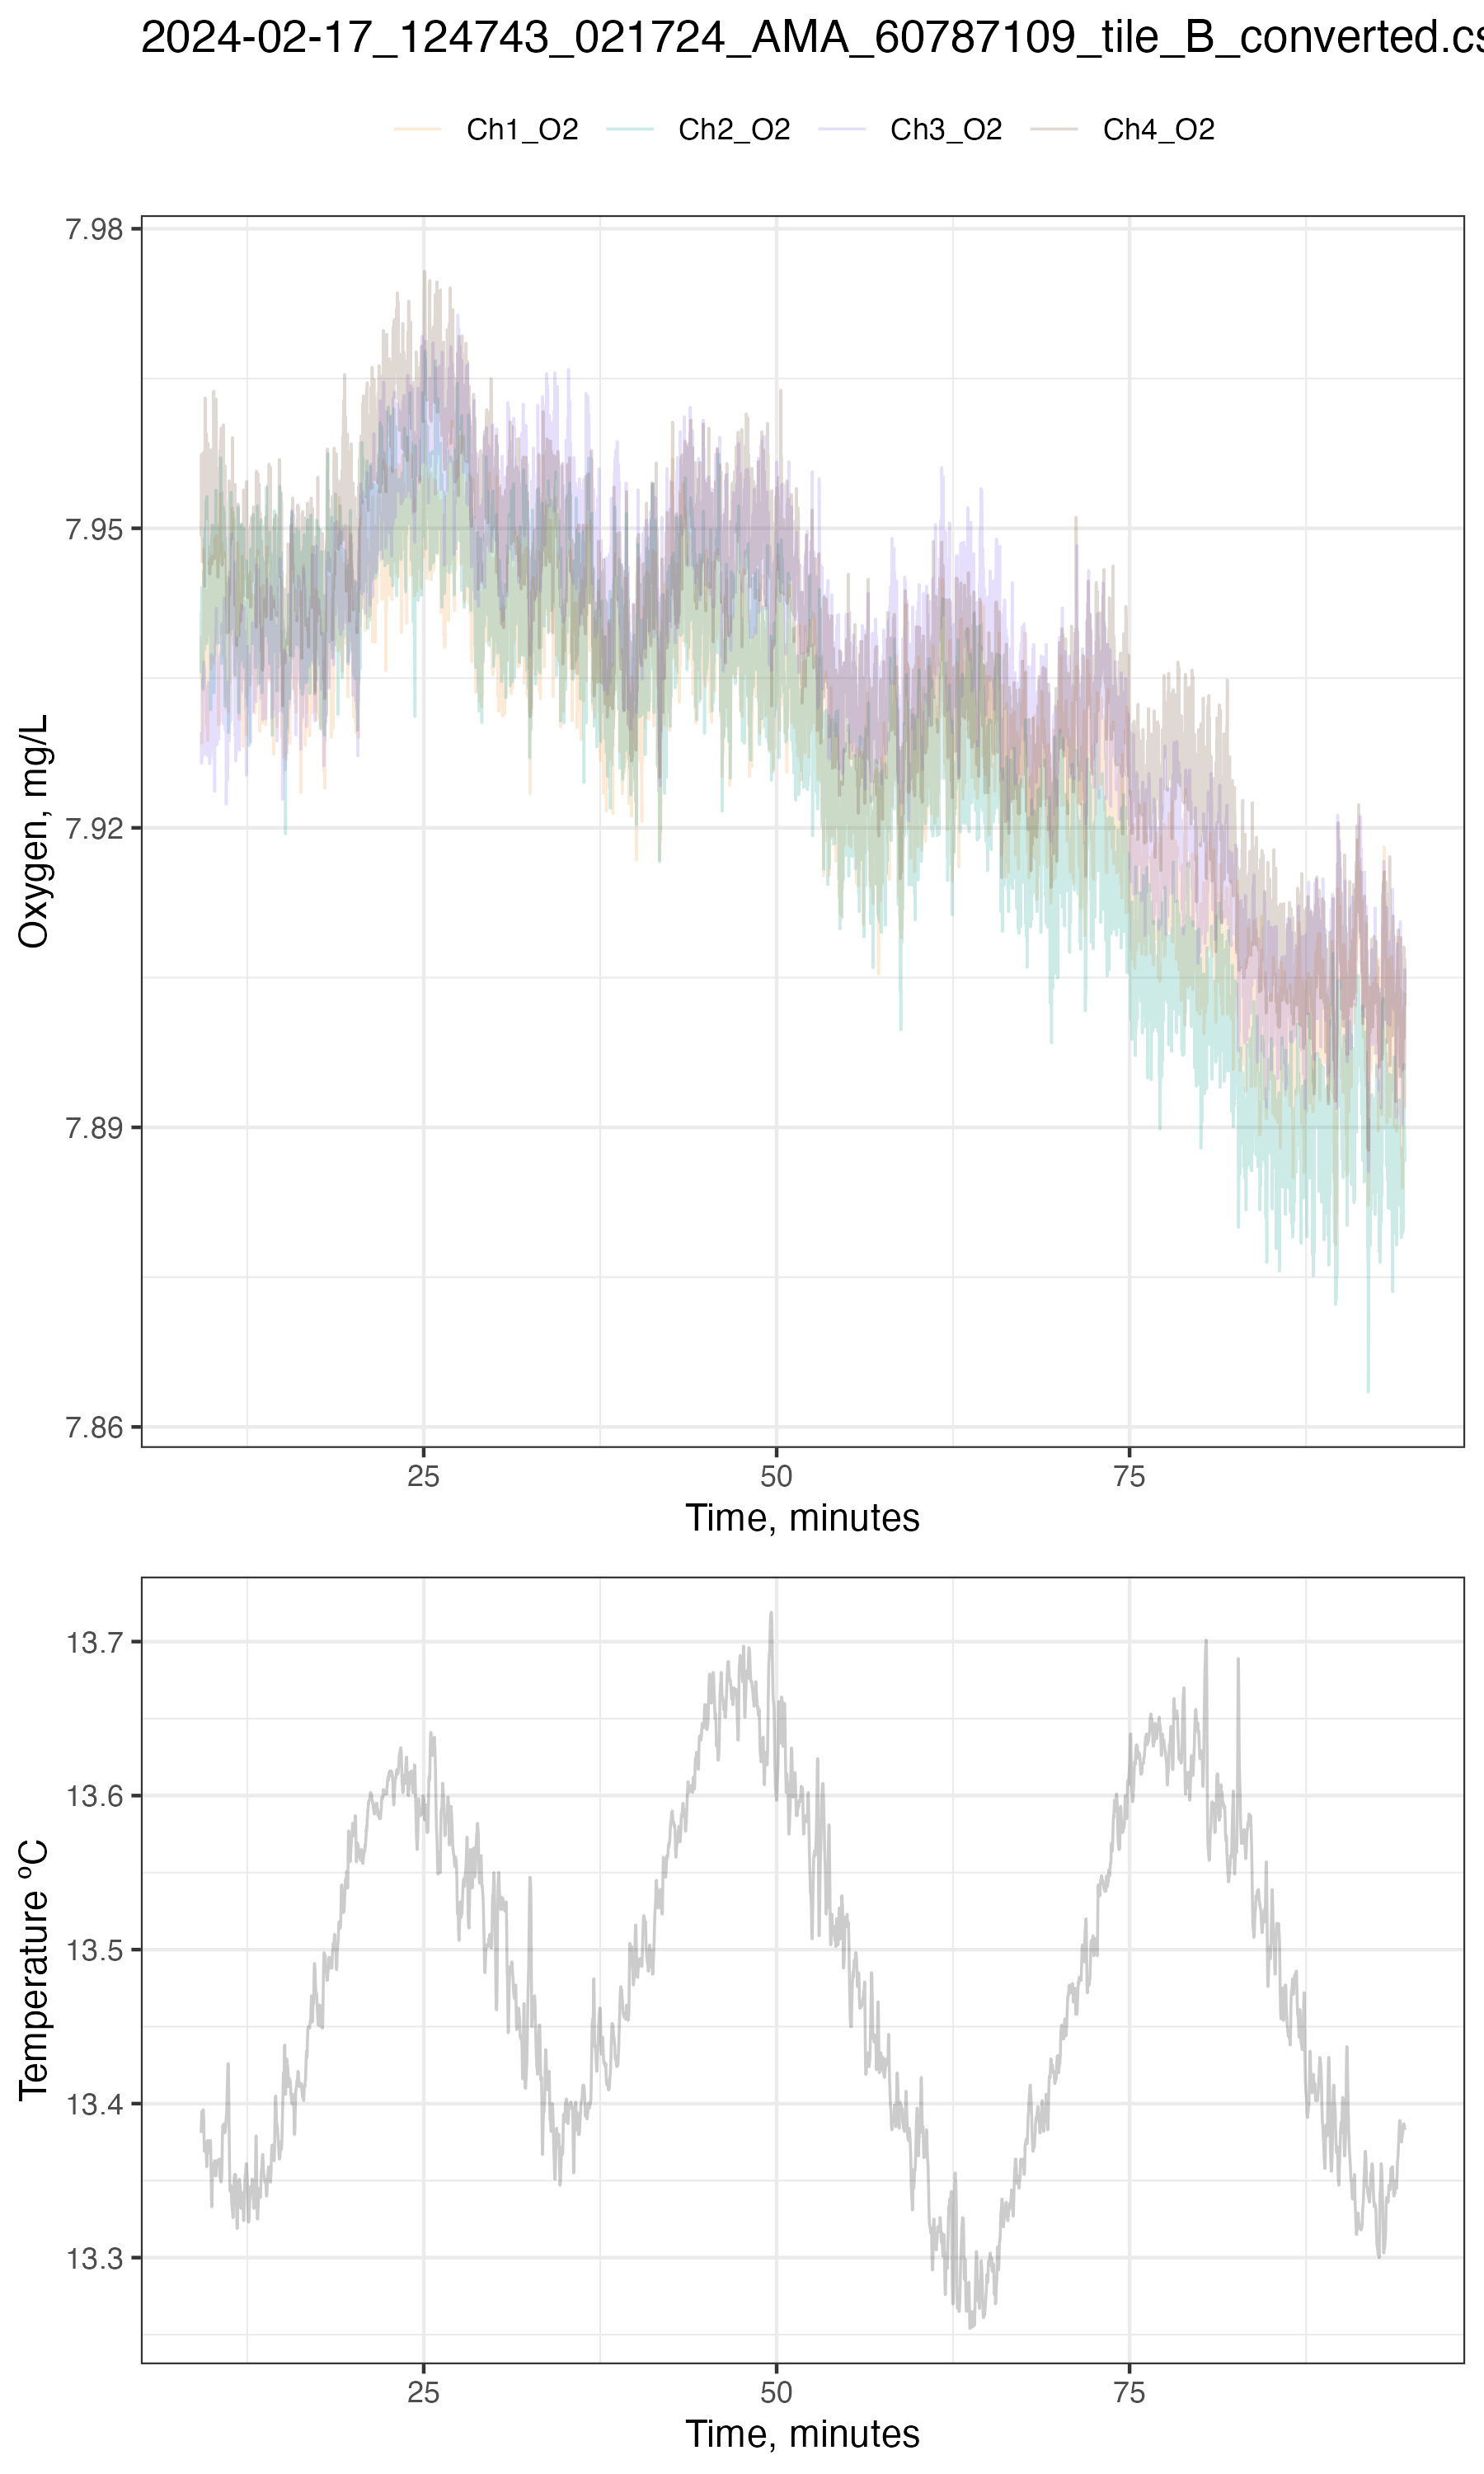 2024-02-17_124743_021724_AMA_60787109_tile_B_converted.cs
Ch1_O2 Ch2_O2 Ch3_O2 Ch4_O2
Oxygen, mg/L
7.98
7.95
7.92
7.89
7.86
25 50 75
Time, minutes
Temperature ºC
13.7
13.6
13.5
13.4
13.3
25 50 75
Time, minutes